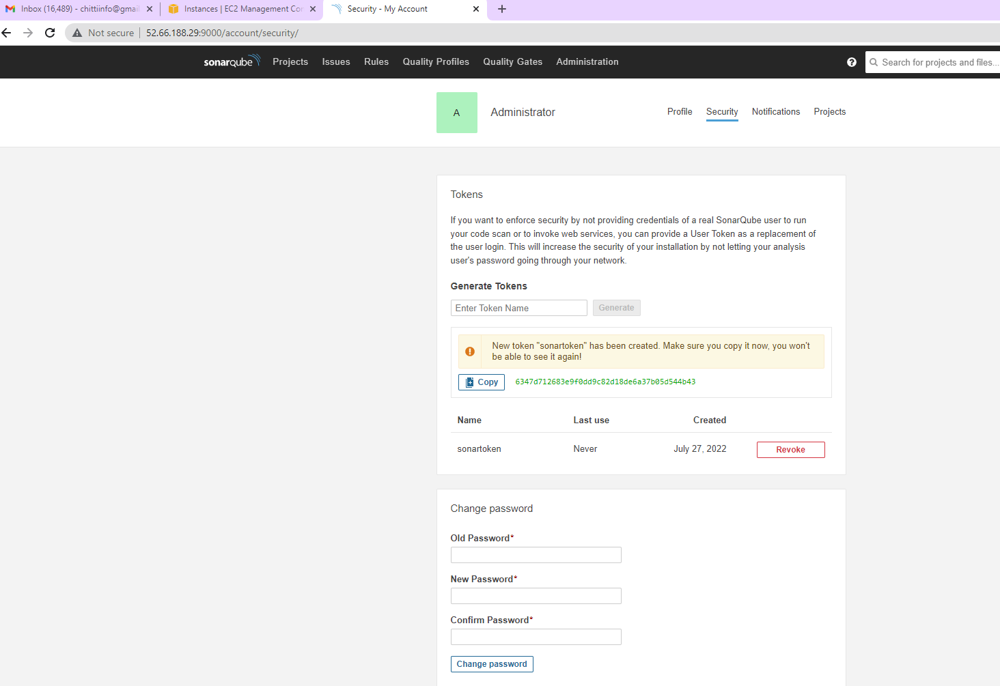 Inbox (16,489) - chittiinfo@gmai
Instances | EC2 Management Con
Security - My Account
Not secure
52.66.188.29:9000/account/security/
sonarqube
Projects
Issues
Rules
Quality Profiles
Quality Gates
Administration
Search for projects and files...
A
Administrator
Profile
Security
Notifications
Projects
Tokens
If you want to enforce security by not providing credentials of a real SonarQube user to run
your code scan or to invoke web services, you can provide a User Token as a replacement of
the user login. This will increase the security of your installation by not letting your analysis
user's password going through your network.
Generate Tokens
Enter Token Name
Generate
New token "sonartoken" has been created. Make sure you copy it now, you won't
be able to see it again!
Copy
6347d712683e9f0dd9c82d18de6a37b05d544b43
Name
Last use
Created
sonartoken
Never
July 27, 2022
Revoke
Change password
Old Password*
New Password*
Confirm Password*
Change password